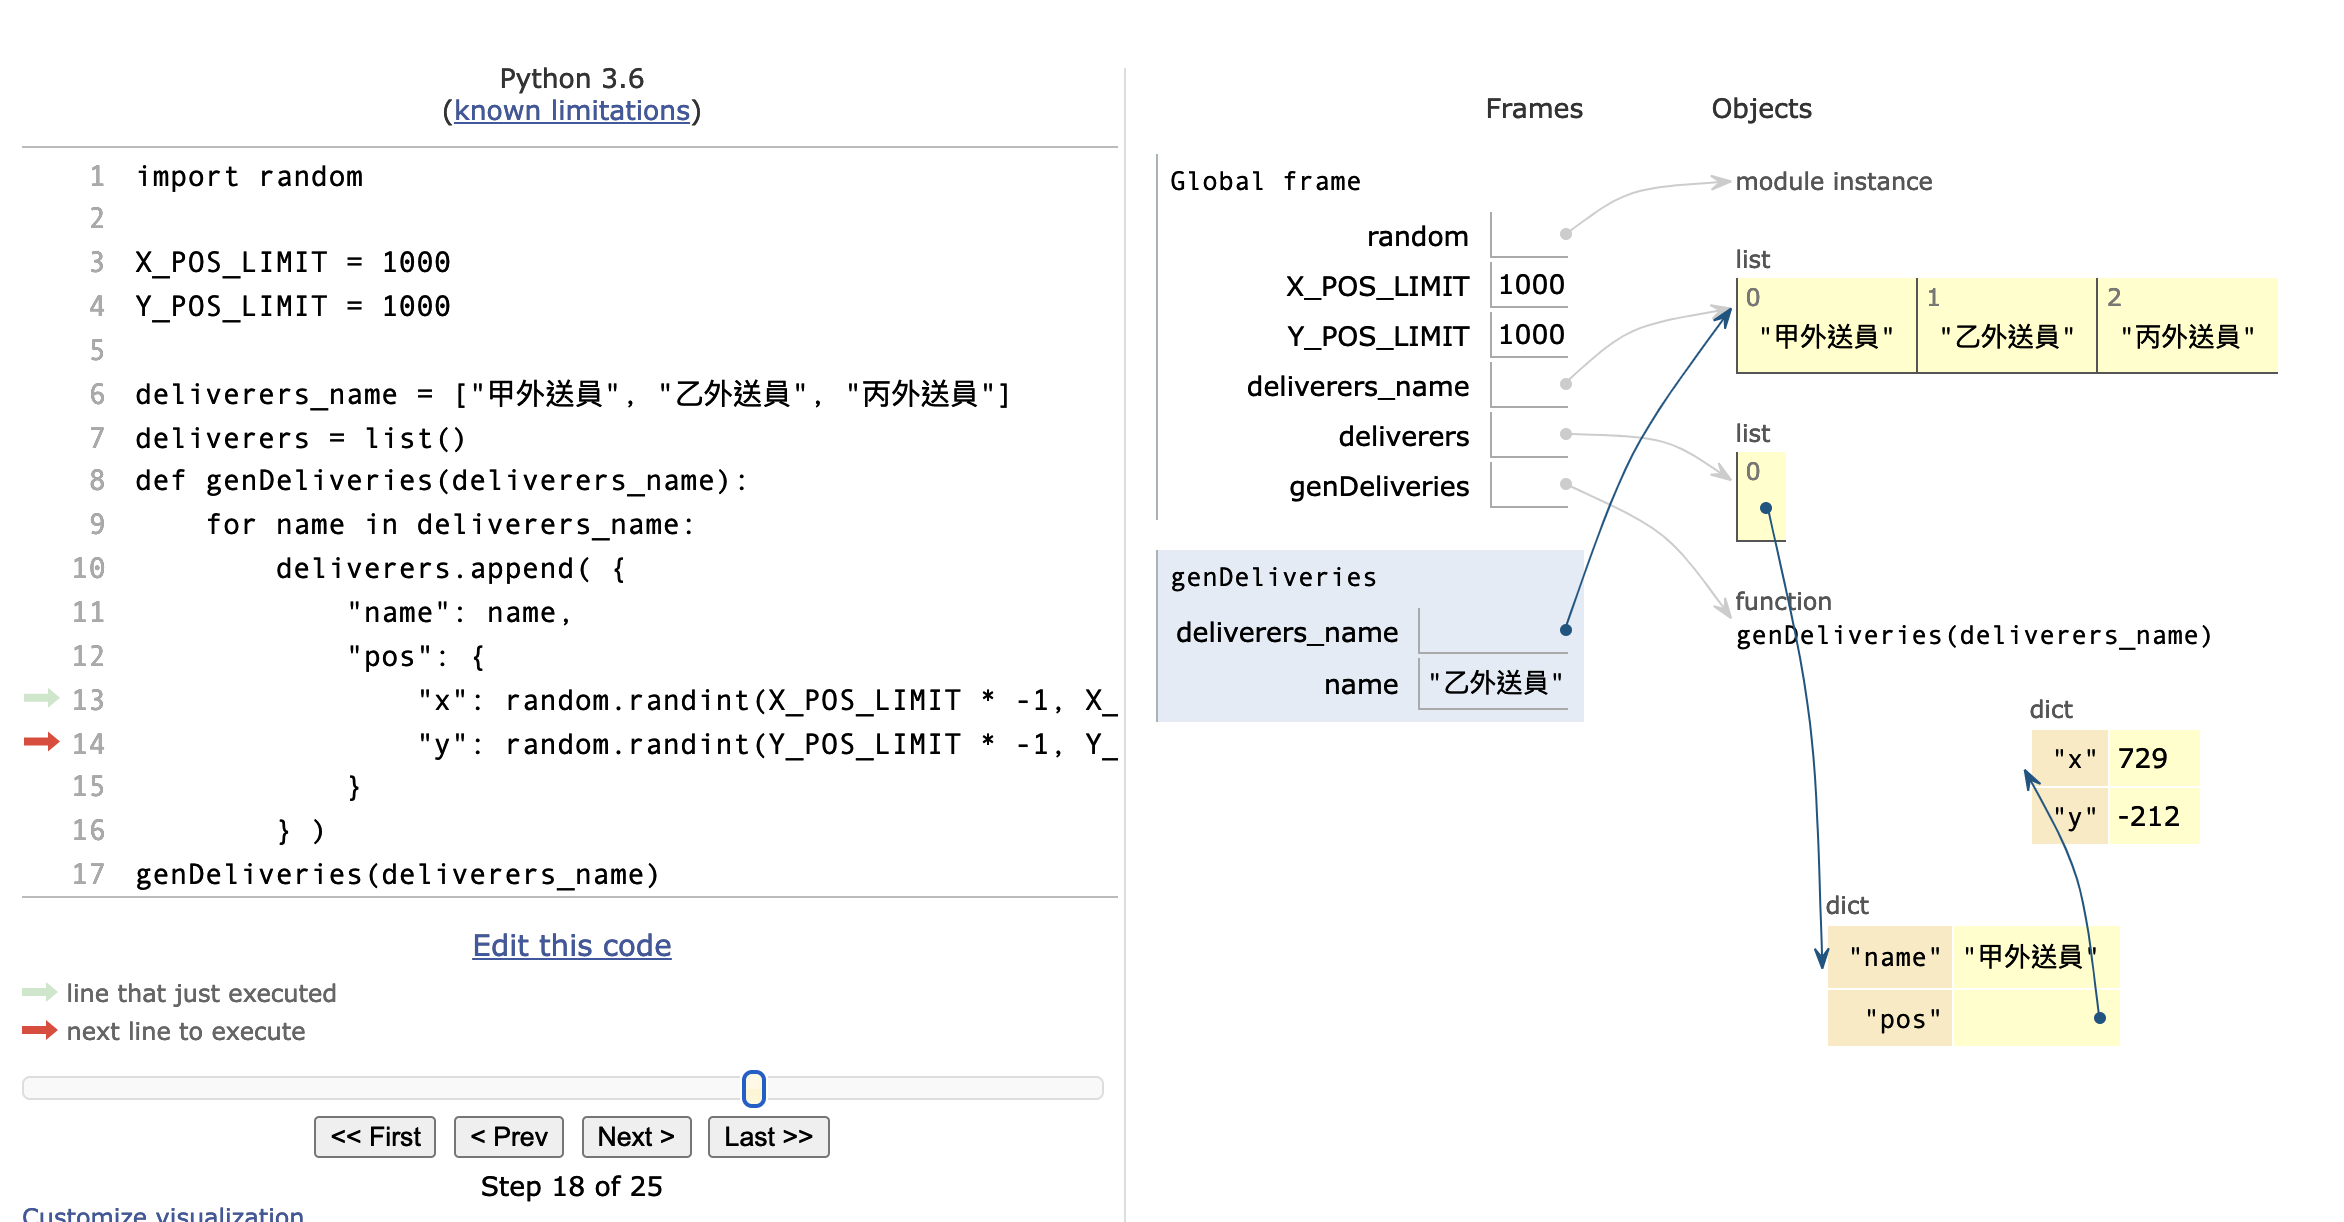 Python 3.6
(known limitations)
1 import random
2
3 X_POS_LIMIT = 1000
4 Y_POS_LIMIT = 1000
5
6 deliverers_name = ["甲外送員", "乙外送員", "丙外送員"]
7 deliverers = list()
8 def genDeliveries(deliverers_name):
9     for name in deliverers_name:
10         deliverers.append( {
11             "name": name,
12             "pos": {
13                 "x": random.randint(X_POS_LIMIT * -1, X_
14                 "y": random.randint(Y_POS_LIMIT * -1, Y_
15             }
16         } )
17 genDeliveries(deliverers_name)
Edit this code
line that just executed
next line to execute
<< First < Prev Next > Last >>
Step 18 of 25
Customize visualization
Frames Objects
Global frame
random
X_POS_LIMIT 1000
Y_POS_LIMIT 1000
deliverers_name
deliverers
genDeliveries
genDeliveries
deliverers_name
name "乙外送員"
module instance
list
0 1 2
"甲外送員" "乙外送員" "丙外送員"
list
0
function
genDeliveries(deliverers_name)
dict
"x" 729
"y" -212
dict
"name" "甲外送員"
"pos"